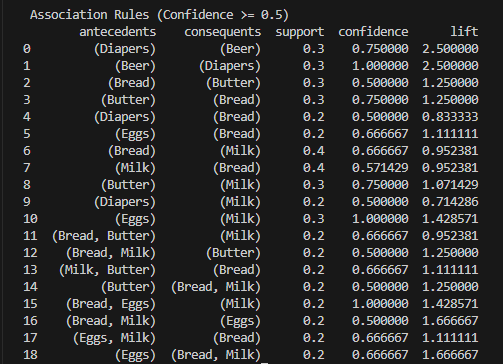 Association Rules (Confidence >= 0.5)
antecedents consequents support confidence lift
0 (Diapers) (Beer) 0.3 0.750000 2.500000
1 (Beer) (Diapers) 0.3 1.000000 2.500000
2 (Bread) (Butter) 0.3 0.500000 1.250000
3 (Butter) (Bread) 0.3 0.750000 1.250000
4 (Diapers) (Bread) 0.2 0.500000 0.833333
5 (Eggs) (Bread) 0.2 0.666667 1.111111
6 (Bread) (Milk) 0.4 0.666667 0.952381
7 (Milk) (Bread) 0.4 0.571429 0.952381
8 (Butter) (Milk) 0.3 0.750000 1.071429
9 (Diapers) (Milk) 0.2 0.500000 0.714286
10 (Eggs) (Milk) 0.3 1.000000 1.428571
11 (Bread, Butter) (Milk) 0.2 0.666667 0.952381
12 (Bread, Milk) (Butter) 0.2 0.500000 1.250000
13 (Milk, Butter) (Bread) 0.2 0.666667 1.111111
14 (Butter) (Bread, Milk) 0.2 0.500000 1.250000
15 (Bread, Eggs) (Milk) 0.2 1.000000 1.428571
16 (Bread, Milk) (Eggs) 0.2 0.500000 1.666667
17 (Eggs, Milk) (Bread) 0.2 0.666667 1.111111
18 (Eggs) (Bread, Milk) 0.2 0.666667 1.666667